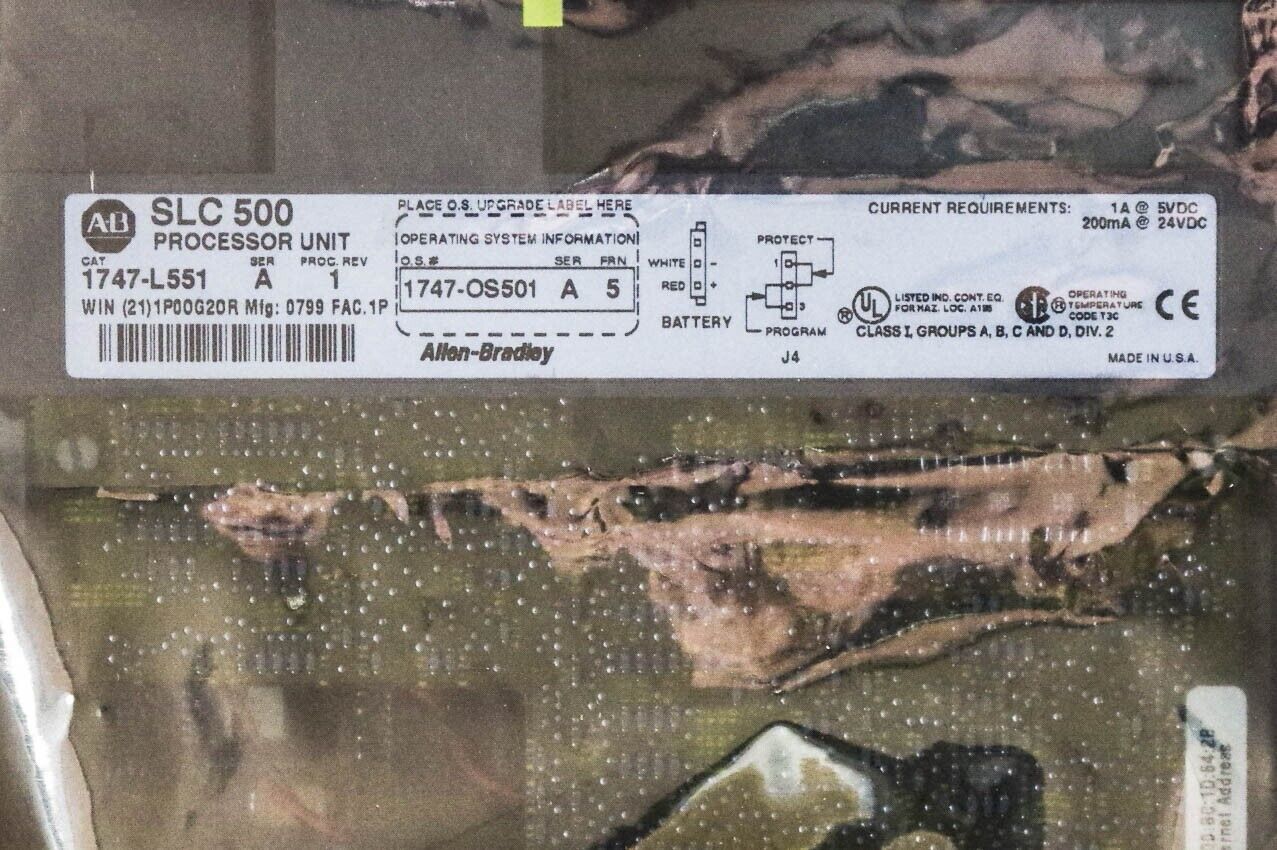 AB
SLC 500
PROCESSOR UNIT
CAT SER PROC. REV
1747-L551 A 1
WIN (21)1P00G20R Mfg: 0799 FAC. 1P
PLACE O.S. UPGRADE LABEL HERE
OPERATING SYSTEM INFORMATION
O.S.# SER FRN
1747-OS501 A 5
Allen-Bradley
WHITE -
RED +
BATTERY
PROTECT
1
3
PROGRAM
J4
CURRENT REQUIREMENTS: 1A @ 5VDC
200mA @ 24VDC
UL ®
LISTED IND. CONT. EQ.
FOR HAZ. LOC. A196
®
OPERATING
TEMPERATURE
CODE T3C
CE
CLASS I, GROUPS A, B, C AND D, DIV. 2
MADE IN U.S.A.